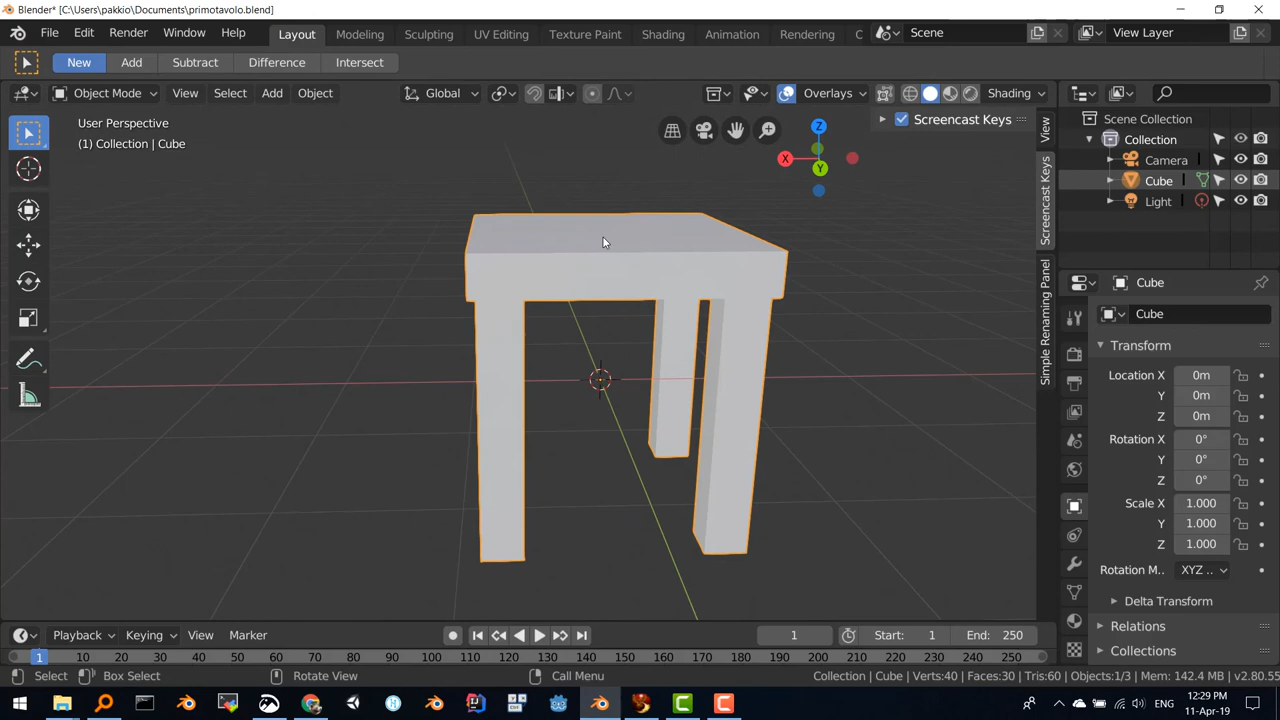 Blender* [C:\Users\pakkio\Documents\primotavolo.blend]
File Edit Render Window Help Layout Modeling Sculpting UV Editing Texture Paint Shading Animation Rendering C Scene View Layer
New Add Subtract Difference Intersect
Object Mode View Select Add Object Global Overlays Shading
User Perspective
(1) Collection | Cube
Screencast Keys
X Y Z
View
Screencast Keys
Simple Renaming Panel
Scene Collection
Collection
Camera
Cube
Light
Cube
Cube
Transform
Location X 0m
Y 0m
Z 0m
Rotation X 0°
Y 0°
Z 0°
Scale X 1.000
Y 1.000
Z 1.000
Rotation M.. XYZ ..
Delta Transform
Relations
Collections
Playback Keying View Marker 1 Start: 1 End: 250
1 10 20 30 40 50 60 70 80 90 100 110 120 130 140 150 160 170 180 190 200 210 220 230 240 250
Select Box Select Rotate View Call Menu Collection | Cube | Verts:40 | Faces:30 | Tris:60 | Objects:1/3 | Mem: 142.4 MB | v2.80.55
ENG 12:29 PM
11-Apr-19